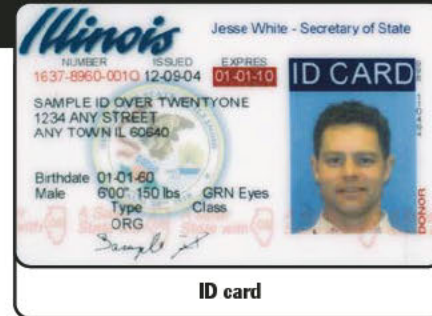 Illinois
Jesse White - Secretary of State
NUMBER ISSUED EXPIRES
1637-8960-001O 12-09-04 01-01-10
ID CARD
SAMPLE ID OVER TWENTYONE
1234 ANY STREET
ANY TOWN IL 60640
Birthdate 01-01-60
Male 6'00" 150 lbs GRN Eyes
Type Class
ORG
DONOR
ID card